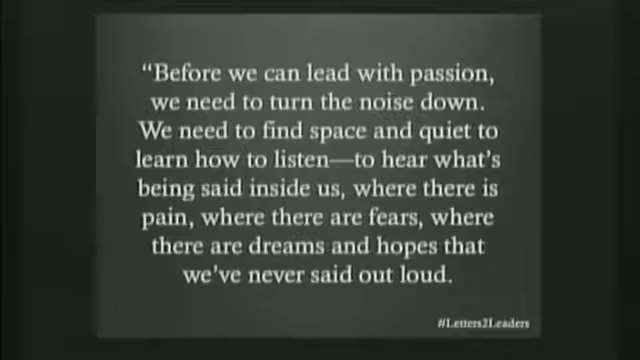 “Before we can lead with passion,
we need to turn the noise down.
We need to find space and quiet to
learn how to listen—to hear what’s
being said inside us, where there is
pain, where there are fears, where
there are dreams and hopes that
we’ve never said out loud.
#Letters2Leaders